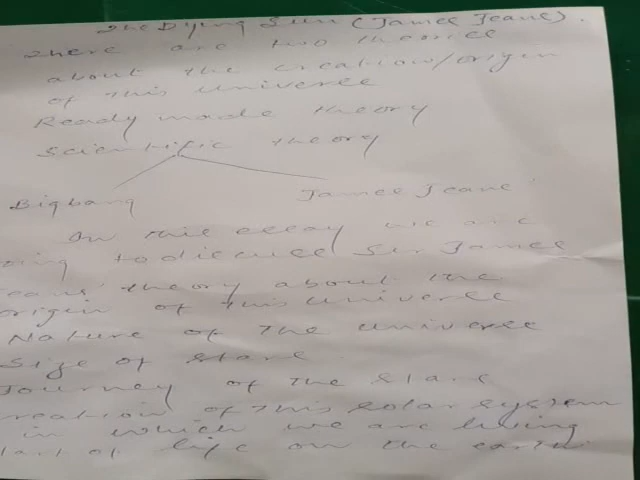 The Dying Sun (James Jeans).
There are two theories
about the creation/origin
of this universe
Ready made theory
Scientific theory
Bigbang James Jeans'
In this essay we are
going to discuss Sir James
Jeans' theory about the
origin of this universe
Nature of the universe
Size of stars
Journey of the stars
creation of this solar system
in which we are living
start of life on the earth